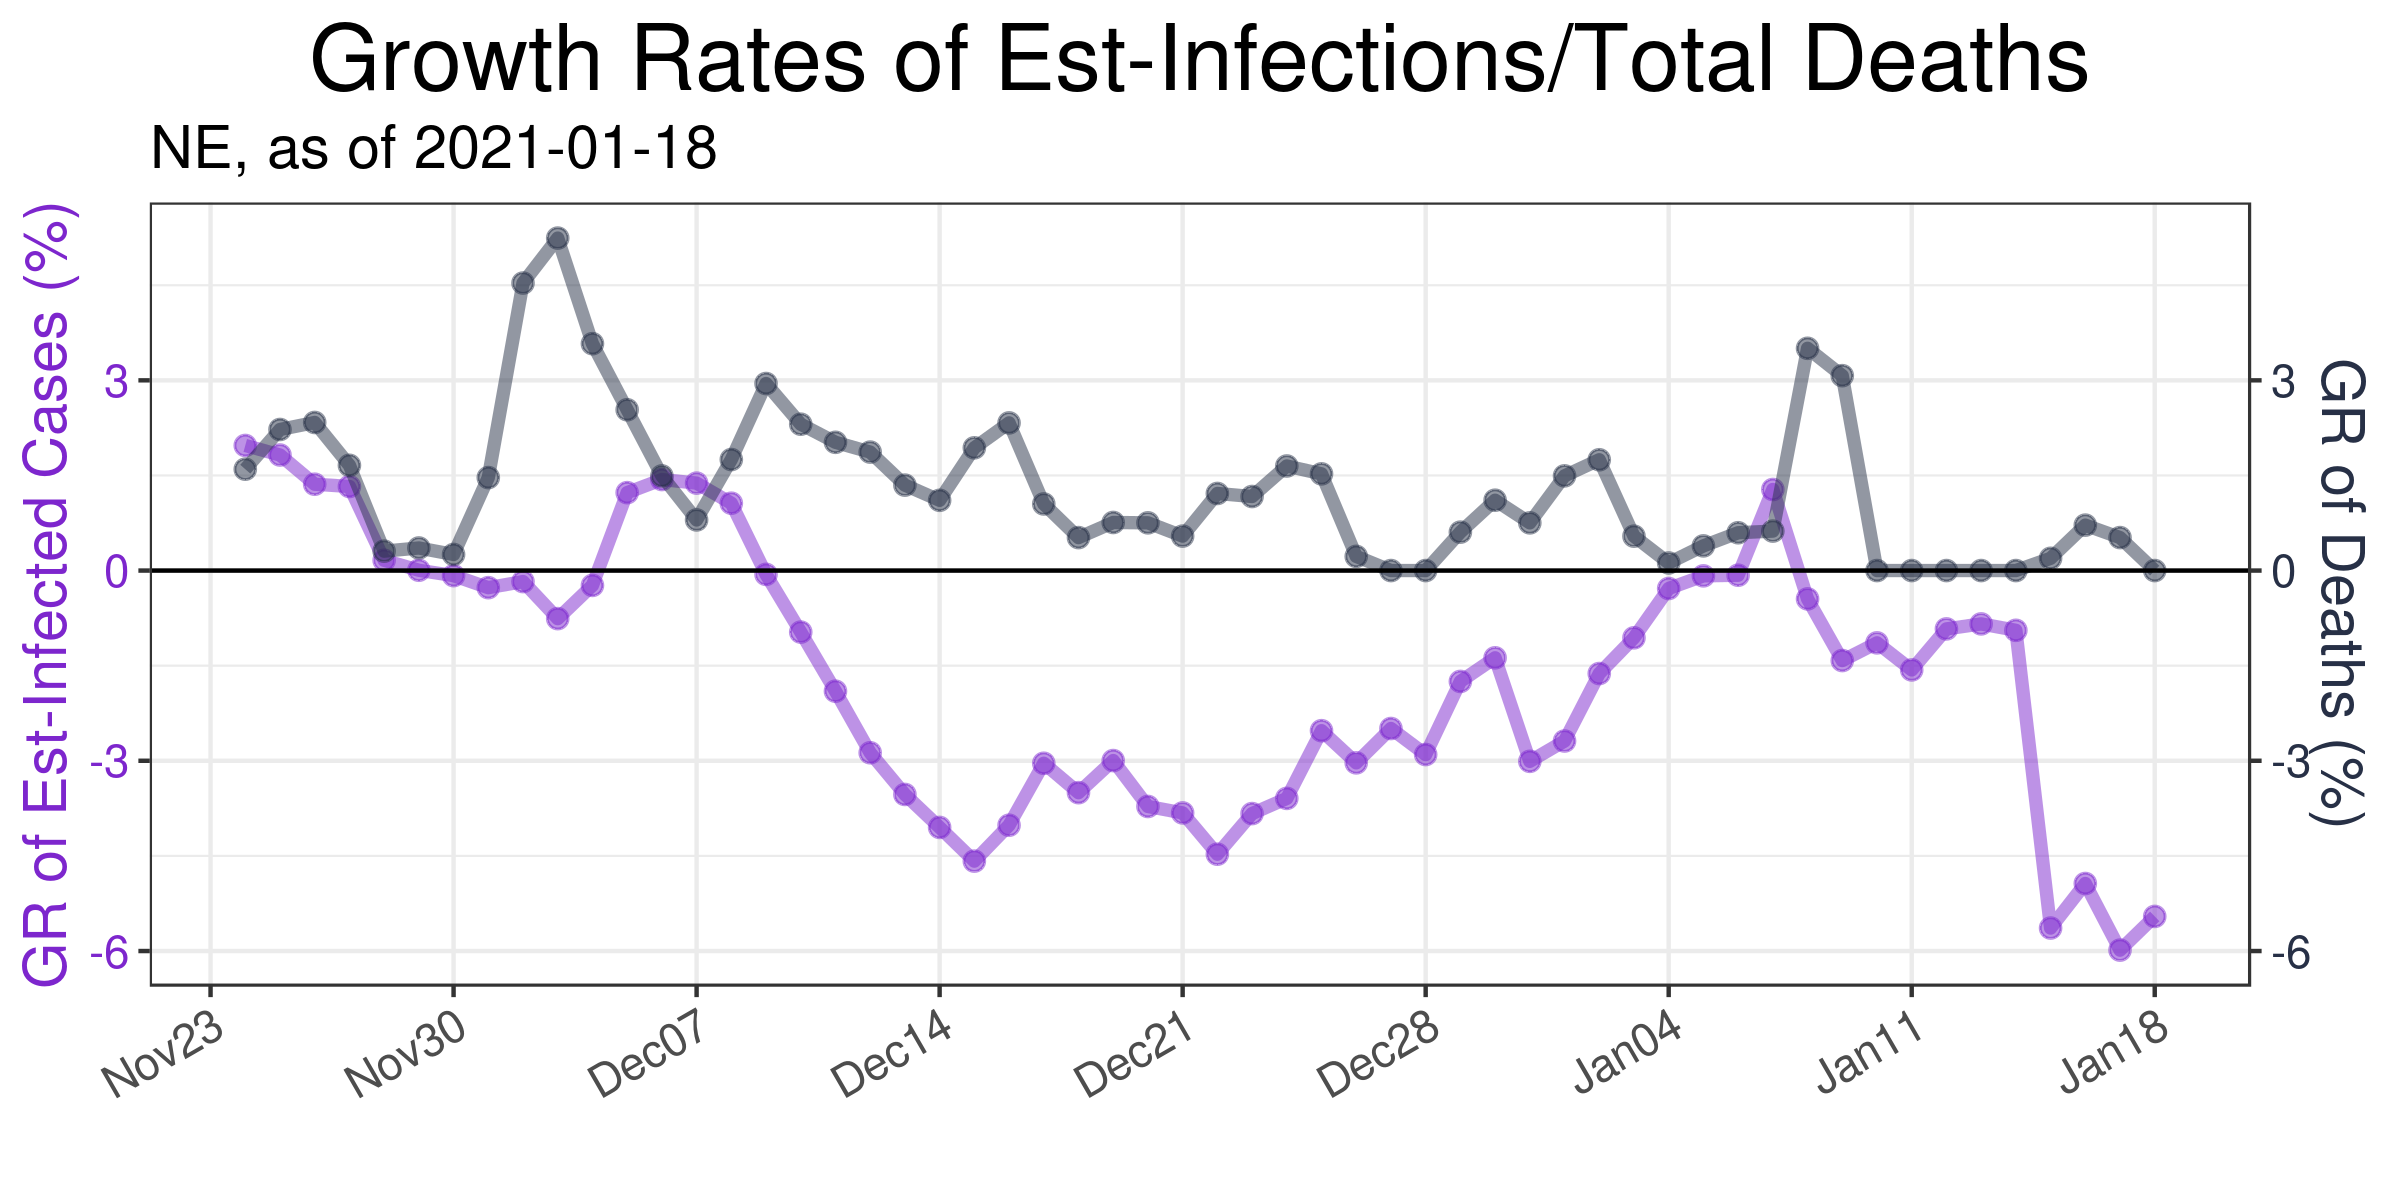 Growth Rates of Est-Infections/Total Deaths
NE, as of 2021-01-18
GR of Est-Infected Cases (%)
3
0
-3
-6
3
0
-3
-6
GR of Deaths (%)
Nov23
Nov30
Dec07
Dec14
Dec21
Dec28
Jan04
Jan11
Jan18